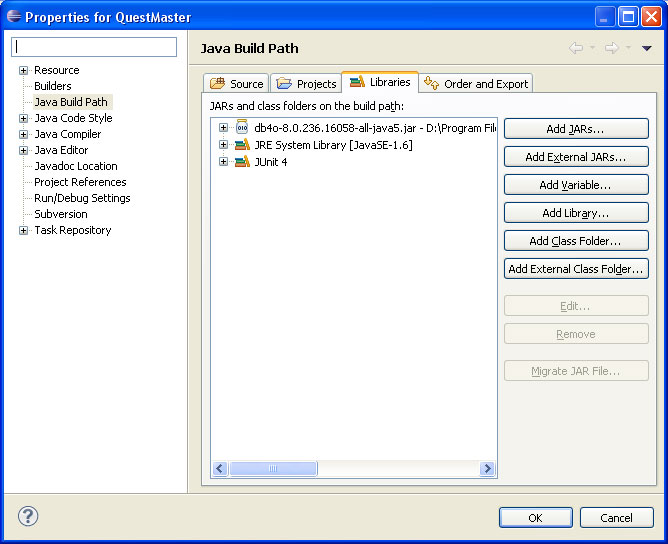 Properties for QuestMaster
Resource
Builders
Java Build Path
Java Code Style
Java Compiler
Java Editor
Javadoc Location
Project References
Run/Debug Settings
Subversion
Task Repository
Java Build Path
Source Projects Libraries Order and Export
JARs and class folders on the build path:
db4o-8.0.236.16058-all-java5.jar - D:\Program File
JRE System Library [JavaSE-1.6]
JUnit 4
Add JARs...
Add External JARs...
Add Variable...
Add Library...
Add Class Folder...
Add External Class Folder...
Edit...
Remove
Migrate JAR File...
OK Cancel